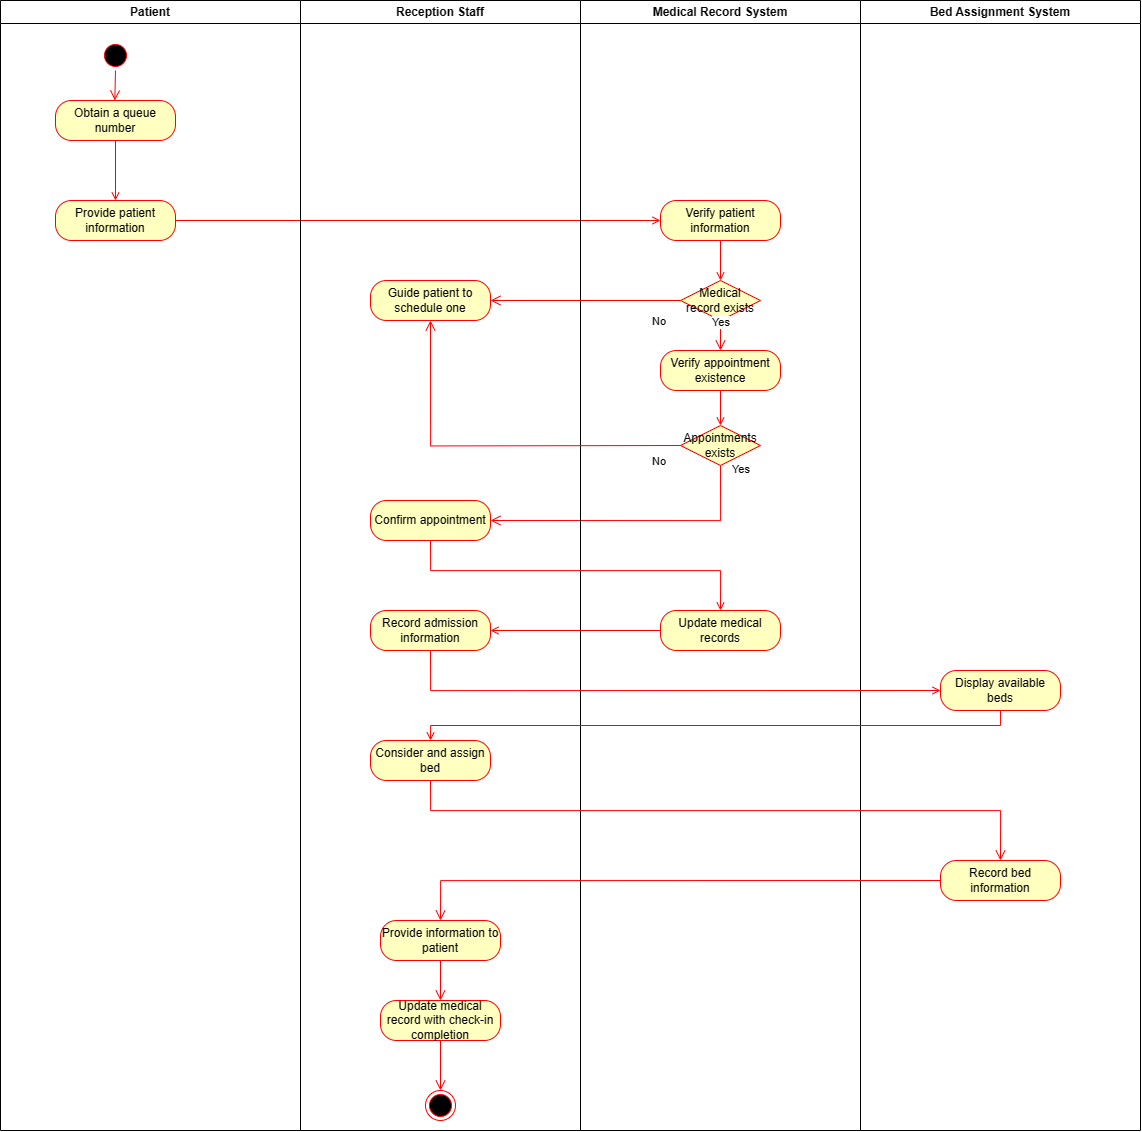 Patient
Reception Staff
Medical Record System
Bed Assignment System
Obtain a queue
number
Provide patient
information
Verify patient
information
Guide patient to
schedule one
Medical
record exists
No
Yes
Verify appointment
existence
Appointments
exists
No
Yes
Confirm appointment
Record admission
information
Update medical
records
Display available
beds
Consider and assign
bed
Record bed
information
Provide information to
patient
Update medical
record with check-in
completion